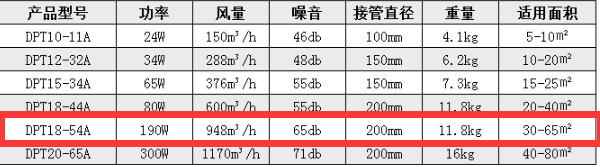 产品型号 功率 风量 噪音 接管直径 重量 适用面积
DPT10-11A 24W 150m³/h 46db 100mm 4.1kg 5-10㎡
DPT12-32A 34W 288m³/h 48db 150mm 6.2kg 10-20㎡
DPT15-34A 65W 376m³/h 55db 150mm 7.3kg 15-25㎡
DPT18-44A 80W 600m³/h 55db 200mm 11.8kg 20-40㎡
DPT18-54A 190W 948m³/h 65db 200mm 11.8kg 30-65㎡
DPT20-65A 300W 1170m³/h 71db 200mm 16kg 40-80㎡